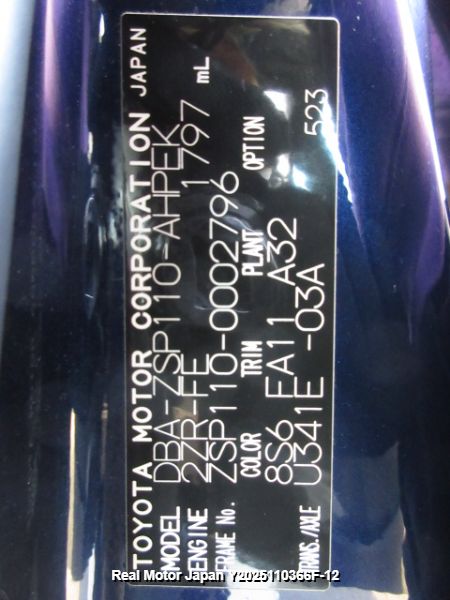 TOYOTA MOTOR CORPORATION JAPAN
MODEL DBA-ZSP110-AHPEK
ENGINE 2ZR-FE 1797 mL
FRAME No. ZSP110-0002796
COLOR TRIM PLANT OPTION
8S6 FA11 A32
TRANS./AXLE U341E -03A 523
Real Motor Japan Y2025110366F-12